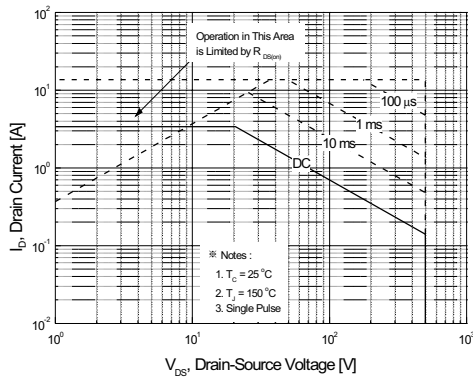 10²
Operation in This Area
is Limited by R DS(on)
10¹
100 µs
1 ms
10 ms
10⁰
DC
I_D, Drain Current [A]
10⁻¹
※ Notes :
1. T_C = 25 °C
2. T_J = 150 °C
3. Single Pulse
10⁻²
10⁰
10¹
10²
10³
V_DS, Drain-Source Voltage [V]